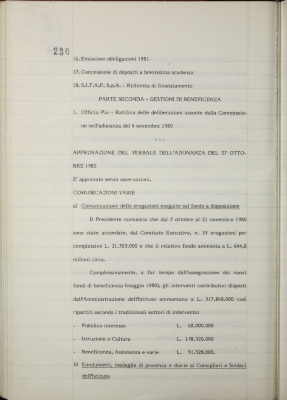 230
16. Emissione obbligazioni 1981
17. Concessione di depositi a brevissima scadenza
18. S.I.T.A.F. S.p.A. - Richiesta di finanziamento
PARTE SECONDA - GESTIONI DI BENEFICENZA
1. Ufficio Pio - Ratifica delle deliberazioni assunte dalla Commissio-
ne nell'adunanza del 4 novembre 1980
APPROVAZIONE DEL VERBALE DELL'ADUNANZA DEL 27 OTTO-
BRE 1980
E' approvato senza osservazioni.
COMUNICAZIONI VARIE
a) Comunicazione delle erogazioni eseguite sul fondo a disposizione
Il Presidente comunica che dal 7 ottobre al 21 novembre 1980
sono state accordate, dal Comitato Esecutivo, n. 33 erogazioni per
complessive L. 21.303.000 e che il relativo fondo ammonta a L. 644,8
milioni circa.
Complessivamente, a far tempo dall'assegnazione dei nuovi
fondi di beneficenza (maggio 1980), gli interventi contributivi disposti
dall'Amministrazione dell'Istituto ammontano a L. 317.848.000 così
ripartiti secondo i tradizionali settori di intervento:
- Pubblico interesse L. 68.000.000
- Istruzione e Cultura L. 158.320.000
- Beneficenza, Assistenza e varie L. 91.528.000.
b) Emolumenti, medaglie di presenza e diarie ai Consiglieri e Sindaci
dell'Istituto